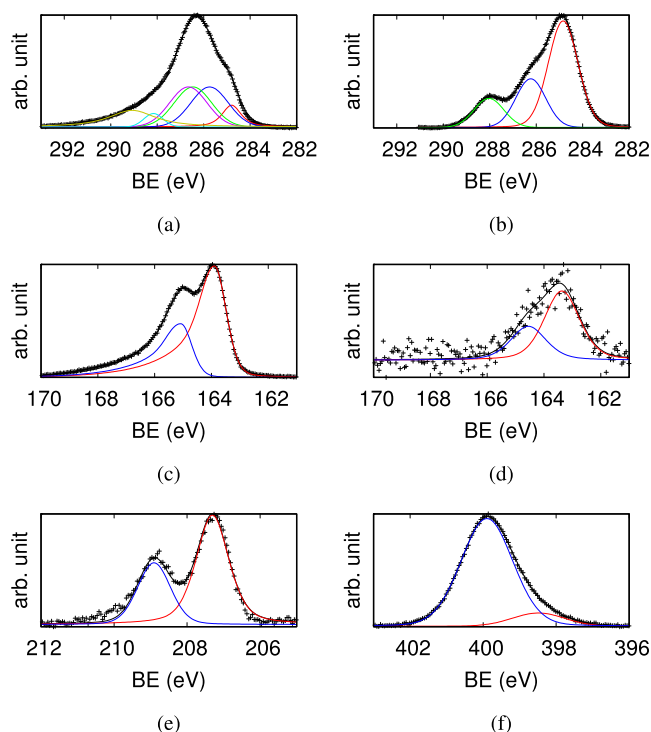 arb. unit
292 290 288 286 284 282
BE (eV)
(a)
arb. unit
292 290 288 286 284 282
BE (eV)
(b)
arb. unit
170 168 166 164 162
BE (eV)
(c)
arb. unit
170 168 166 164 162
BE (eV)
(d)
arb. unit
212 210 208 206
BE (eV)
(e)
arb. unit
402 400 398 396
BE (eV)
(f)